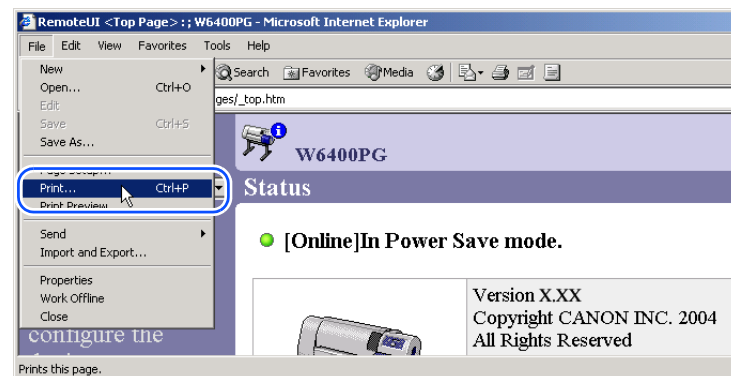 RemoteUI <Top Page> : ; W6400PG - Microsoft Internet Explorer
File Edit View Favorites Tools Help
New
Open... Ctrl+O
Edit
Save Ctrl+S
Save As...
Page Setup...
Print... Ctrl+P
Print Preview
Send
Import and Export...
Properties
Work Offline
Close
Search Favorites Media
ges/_top.htm
W6400PG
Status
[Online]In Power Save mode.
Version X.XX
Copyright CANON INC. 2004
All Rights Reserved
configure the
Prints this page.